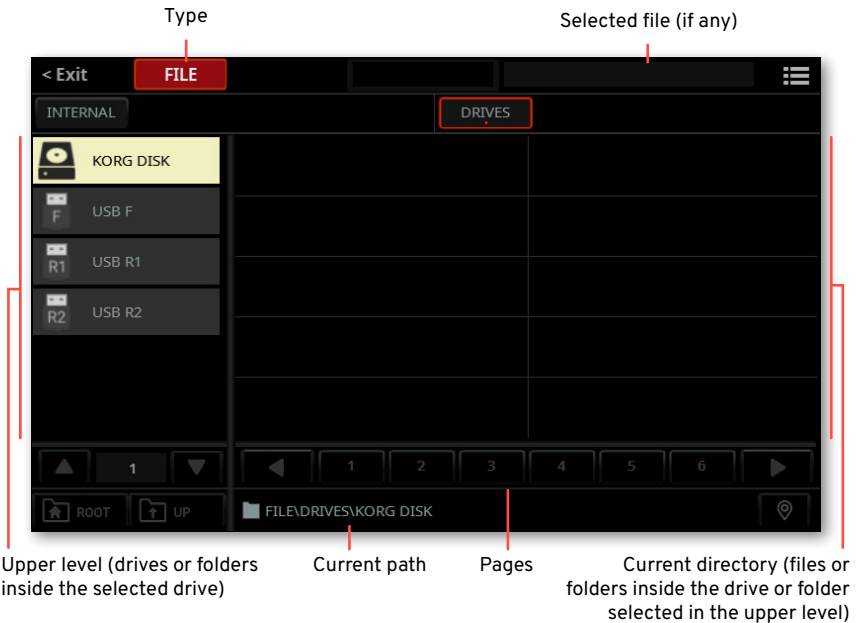 Type
Selected file (if any)
< Exit
FILE
INTERNAL
DRIVES
KORG DISK
F
USB F
R1
USB R1
R2
USB R2
1
1
2
3
4
5
6
ROOT
UP
FILE\DRIVES\KORG DISK
Upper level (drives or folders
inside the selected drive)
Current path
Pages
Current directory (files or
folders inside the drive or folder
selected in the upper level)